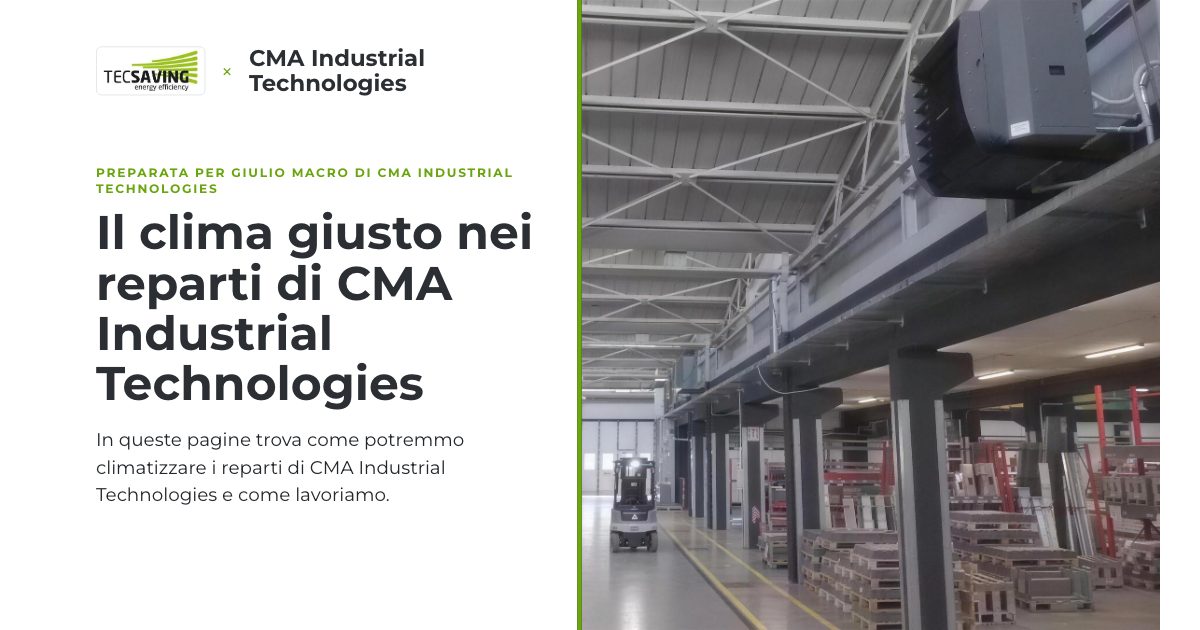 TECSAVING
energy efficiency
×
CMA Industrial
Technologies
PREPARATA PER GIULIO MACRO DI CMA INDUSTRIAL
TECHNOLOGIES
Il clima giusto nei
reparti di CMA
Industrial
Technologies
In queste pagine trova come potremmo
climatizzare i reparti di CMA Industrial
Technologies e come lavoriamo.